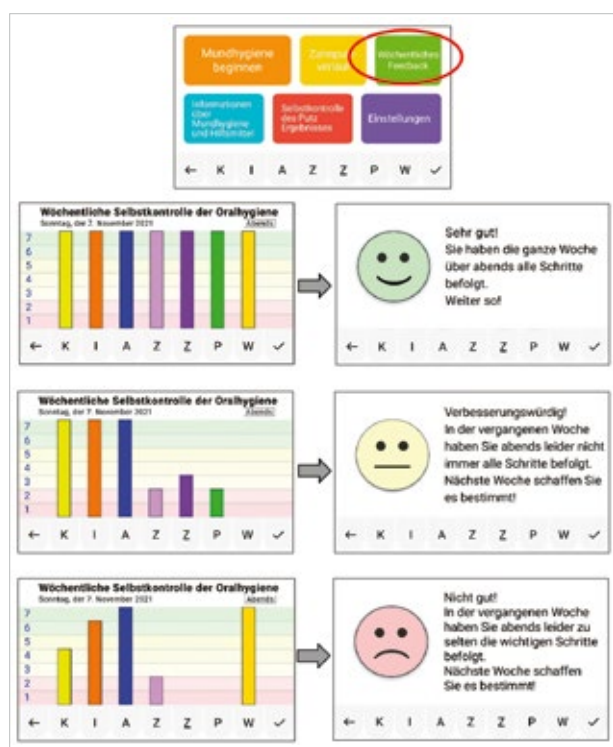 Mundhygiene
beginnen
Wöchentliches
Feedback
Informationen
über
Mundhygiene
und Hilfsmittel
Selbstkontrolle
des Putz
Ergebnisses
Einstellungen
← K I A Z Z P W ✓
Wöchentliche Selbstkontrolle der Oralhygiene
Sonntag, der 7. November 2021
Abends
7
6
5
4
3
2
1
← K I A Z Z P W ✓
Sehr gut!
Sie haben die ganze Woche
über abends alle Schritte
befolgt.
Weiter so!
← K I A Z Z P W ✓
Wöchentliche Selbstkontrolle der Oralhygiene
Sonntag, der 7. November 2021
Abends
7
6
5
4
3
2
1
← K I A Z Z P W ✓
Verbesserungswürdig!
In der vergangenen Woche
haben Sie abends leider nicht
immer alle Schritte befolgt.
Nächste Woche schaffen Sie
es bestimmt!
← K I A Z Z P W ✓
Wöchentliche Selbstkontrolle der Oralhygiene
Sonntag, der 7. November 2021
Abends
7
6
5
4
3
2
1
← K I A Z Z P W ✓
Nicht gut!
In der vergangenen Woche
haben Sie abends leider zu
selten die wichtigen Schritte
befolgt.
Nächste Woche schaffen
Sie es bestimmt!
← K I A Z Z P W ✓